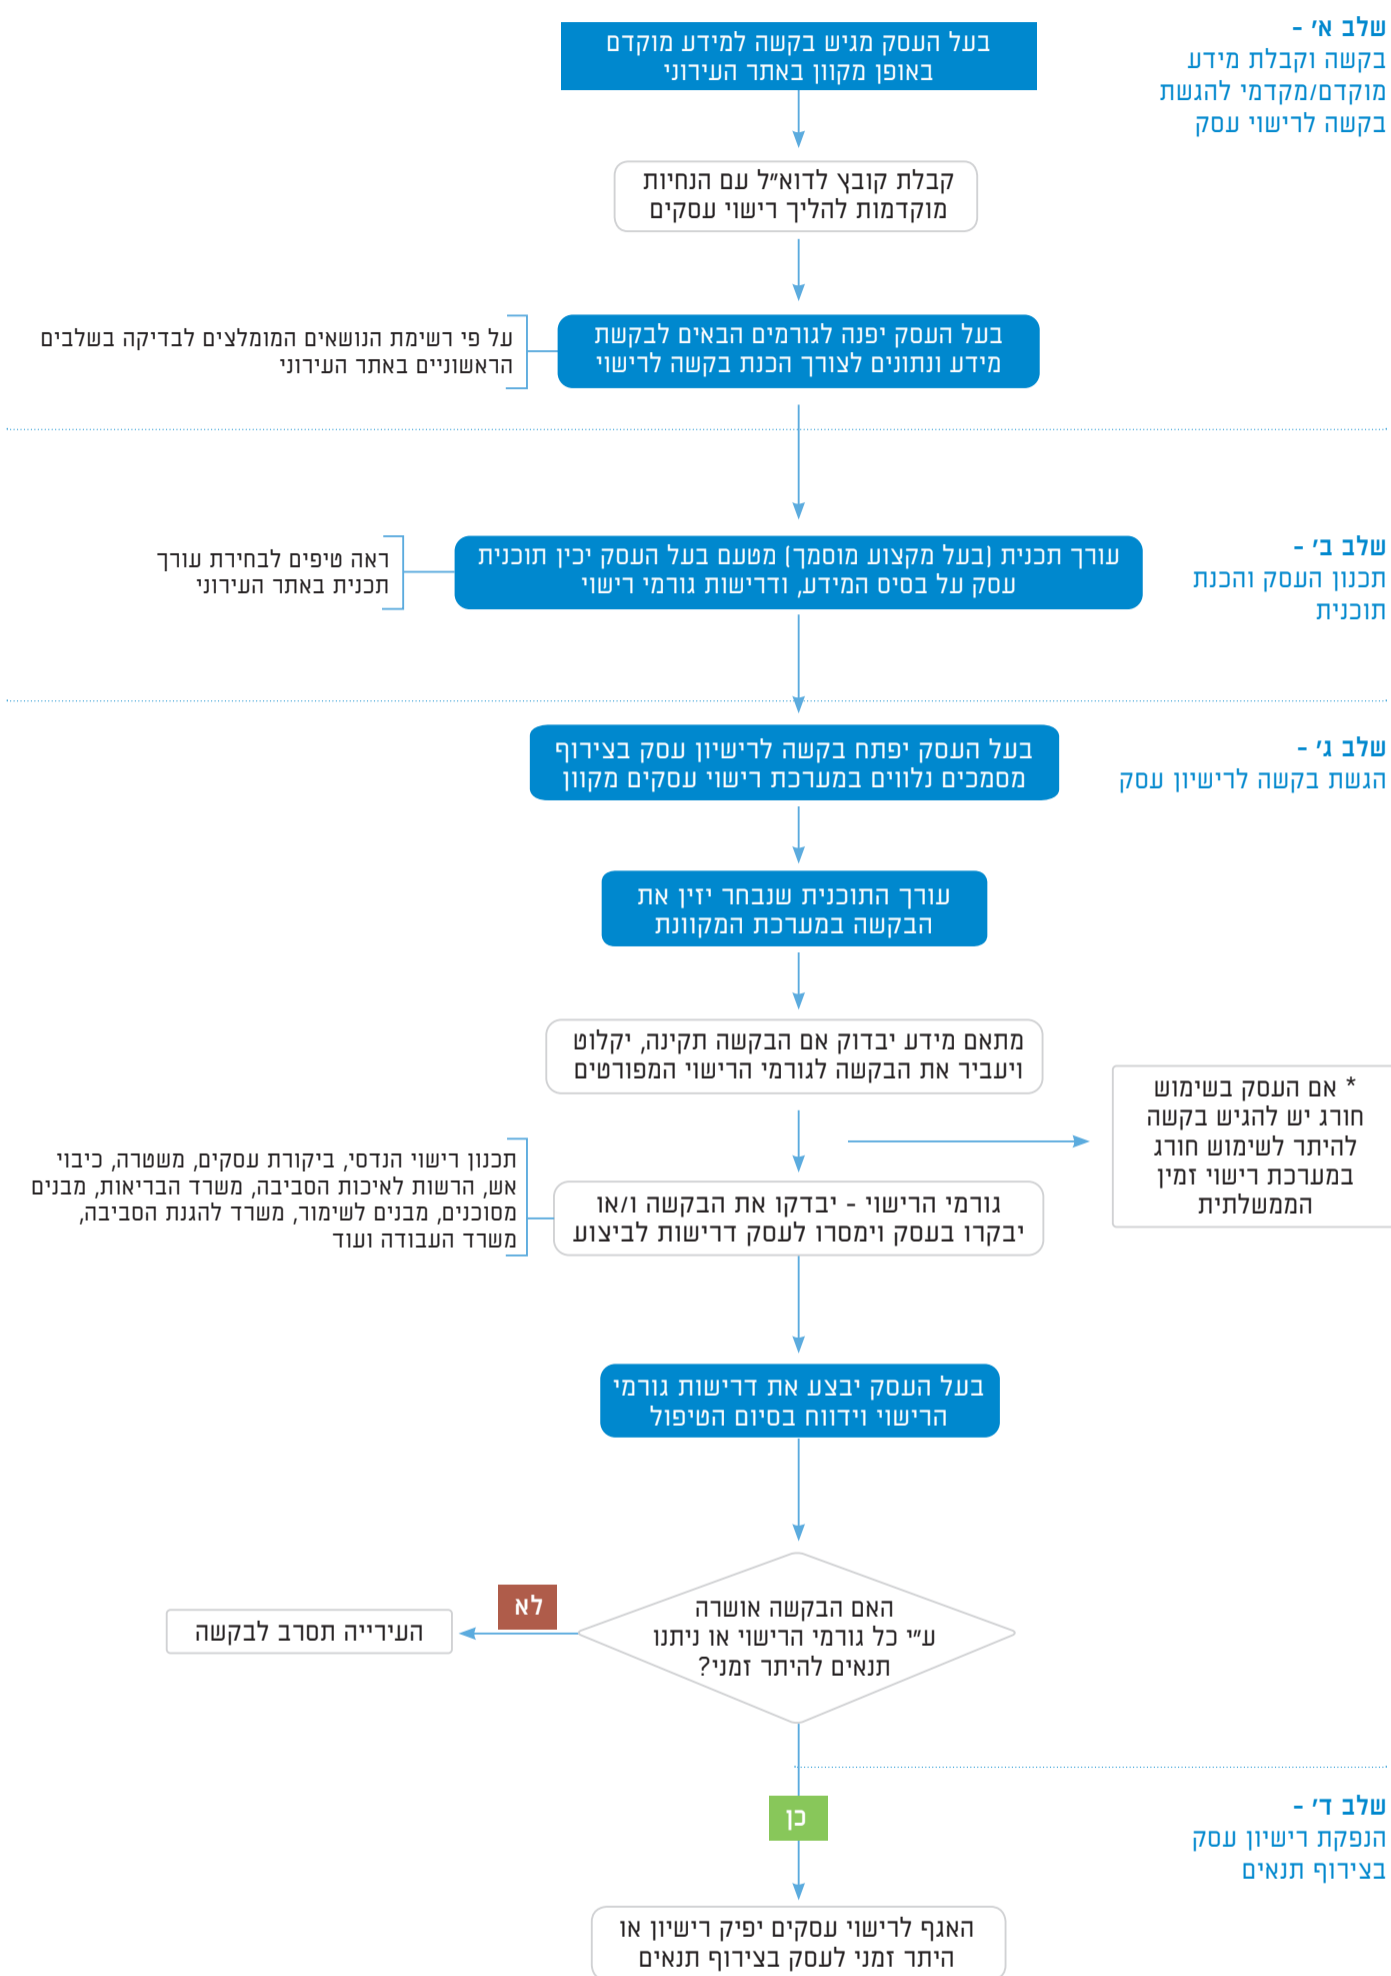 שלב א׳ -
בקשה וקבלת מידע
מוקדם/מקדמי להגשת
בקשה לרישוי עסק
בעל העסק מגיש בקשה למידע מוקדם
באופן מקוון באתר העירוני
קבלת קובץ לדוא״ל עם הנחיות
מוקדמות להליך רישוי עסקים
בעל העסק יפנה לגורמים הבאים לבקשת
מידע ונתונים לצורך הכנת בקשה לרישוי
על פי רשימת הנושאים המומלצים לבדיקה בשלבים
הראשוניים באתר העירוני
שלב ב׳ -
תכנון העסק והכנת
תוכנית
עורך תכנית (בעל מקצוע מוסמך) מטעם בעל העסק יכין תוכנית
עסק על בסיס המידע, ודרישות גורמי רישוי
ראה טיפים לבחירת עורך
תכנית באתר העירוני
שלב ג׳ -
הגשת בקשה לרישיון עסק
בעל העסק יפתח בקשה לרישיון עסק בצירוף
מסמכים נלווים במערכת רישוי עסקים מקוון
עורך התוכנית שנבחר יזין את
הבקשה במערכת המקוונת
מתאם מידע יבדוק אם הבקשה תקינה, יקלוט
ויעביר את הבקשה לגורמי הרישוי המפורטים
* אם העסק בשימוש
חורג יש להגיש בקשה
להיתר לשימוש חורג
במערכת רישוי זמין
הממשלתית
גורמי הרישוי - יבדקו את הבקשה ו/או
יבקרו בעסק וימסרו לעסק דרישות לביצוע
תכנון רישוי הנדסי, ביקורת עסקים, משטרה, כיבוי
אש, הרשות לאיכות הסביבה, משרד הבריאות, מבנים
מסוכנים, מבנים לשימור, משרד להגנת הסביבה,
משרד העבודה ועוד
בעל העסק יבצע את דרישות גורמי
הרישוי וידווח בסיום הטיפול
האם הבקשה אושרה
ע״י כל גורמי הרישוי או ניתנו
תנאים להיתר זמני?
לא
העירייה תסרב לבקשה
שלב ד׳ -
הנפקת רישיון עסק
בצירוף תנאים
כן
האגף לרישוי עסקים יפיק רישיון או
היתר זמני לעסק בצירוף תנאים